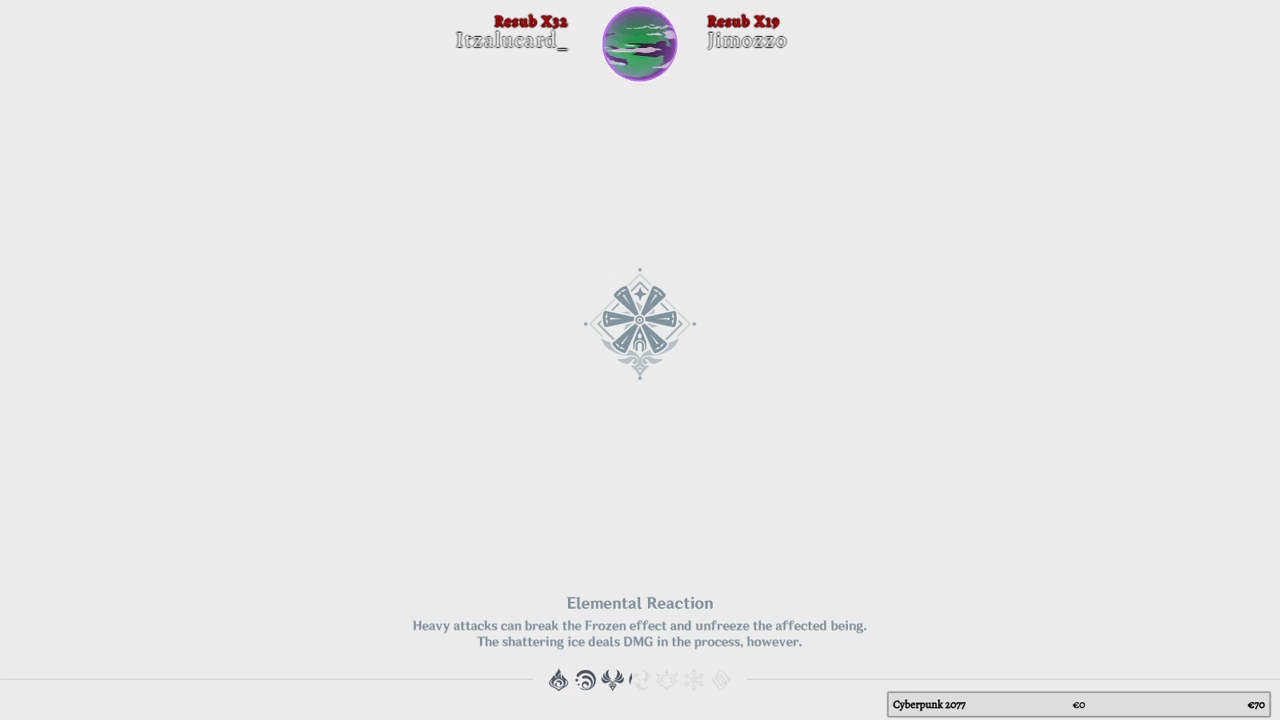 Resub X32
Itzalucard_
Resub X19
Jimozzo
Elemental Reaction
Heavy attacks can break the Frozen effect and unfreeze the affected being.
The shattering ice deals DMG in the process, however.
Cyberpunk 2077 €0 €70